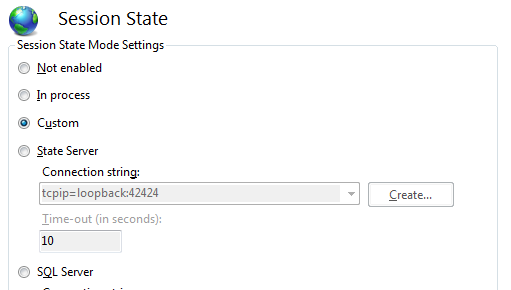 Session State
Session State Mode Settings
Not enabled
In process
Custom
State Server
Connection string:
tcpip=loopback:42424
Create...
Time-out (in seconds):
10
SQL Server